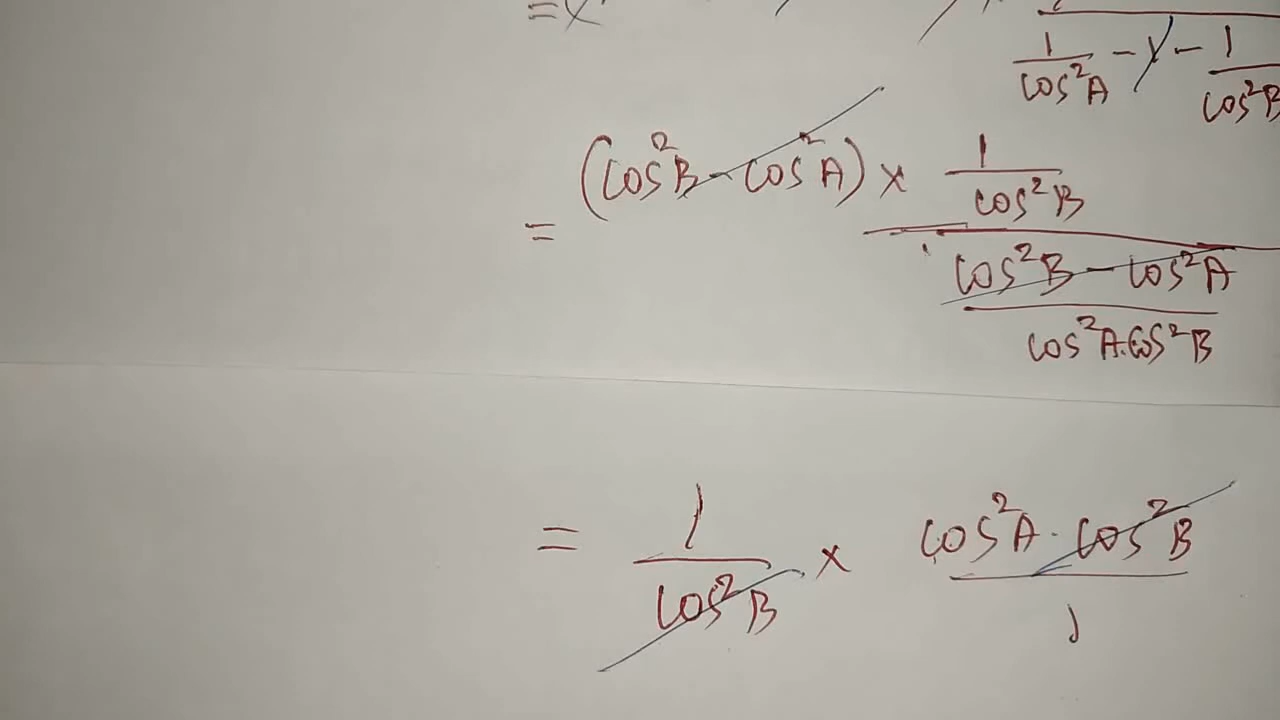 = x
1/cos²A - 1 - 1/cos²B
= (cos²B - cos²A) × 1/cos²B
cos²B - cos²A
cos²A.cos²B
= 1/cos²B × cos²A . cos²B/1